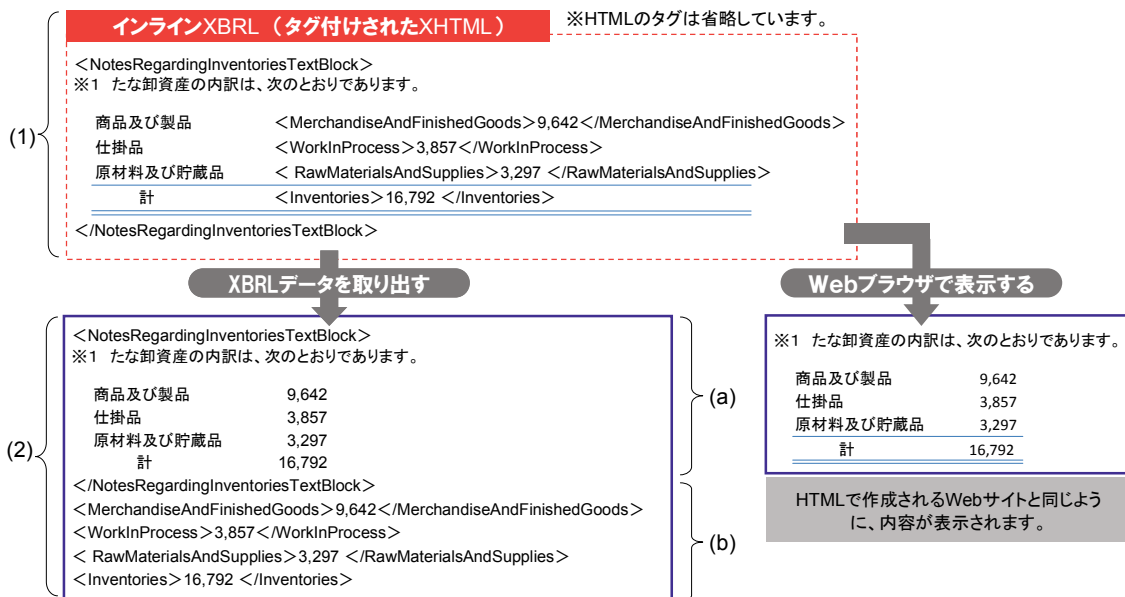 インラインXBRL (タグ付けされたXHTML)
※HTMLのタグは省略しています。
(1)
<NotesRegardingInventoriesTextBlock>
※1 たな卸資産の内訳は、次のとおりであります。
商品及び製品 <MerchandiseAndFinishedGoods>9,642</MerchandiseAndFinishedGoods>
仕掛品 <WorkInProcess>3,857</WorkInProcess>
原材料及び貯蔵品 < RawMaterialsAndSupplies>3,297 </RawMaterialsAndSupplies>
計 <Inventories>16,792 </Inventories>
</NotesRegardingInventoriesTextBlock>
XBRLデータを取り出す
Webブラウザで表示する
(2)
<NotesRegardingInventoriesTextBlock>
※1 たな卸資産の内訳は、次のとおりであります。
商品及び製品 9,642
仕掛品 3,857
原材料及び貯蔵品 3,297
計 16,792
</NotesRegardingInventoriesTextBlock>
(a)
<MerchandiseAndFinishedGoods>9,642</MerchandiseAndFinishedGoods>
<WorkInProcess>3,857</WorkInProcess>
< RawMaterialsAndSupplies>3,297 </RawMaterialsAndSupplies>
<Inventories>16,792 </Inventories>
(b)
※1 たな卸資産の内訳は、次のとおりであります。
商品及び製品 9,642
仕掛品 3,857
原材料及び貯蔵品 3,297
計 16,792
HTMLで作成されるWebサイトと同じよう
に、内容が表示されます。